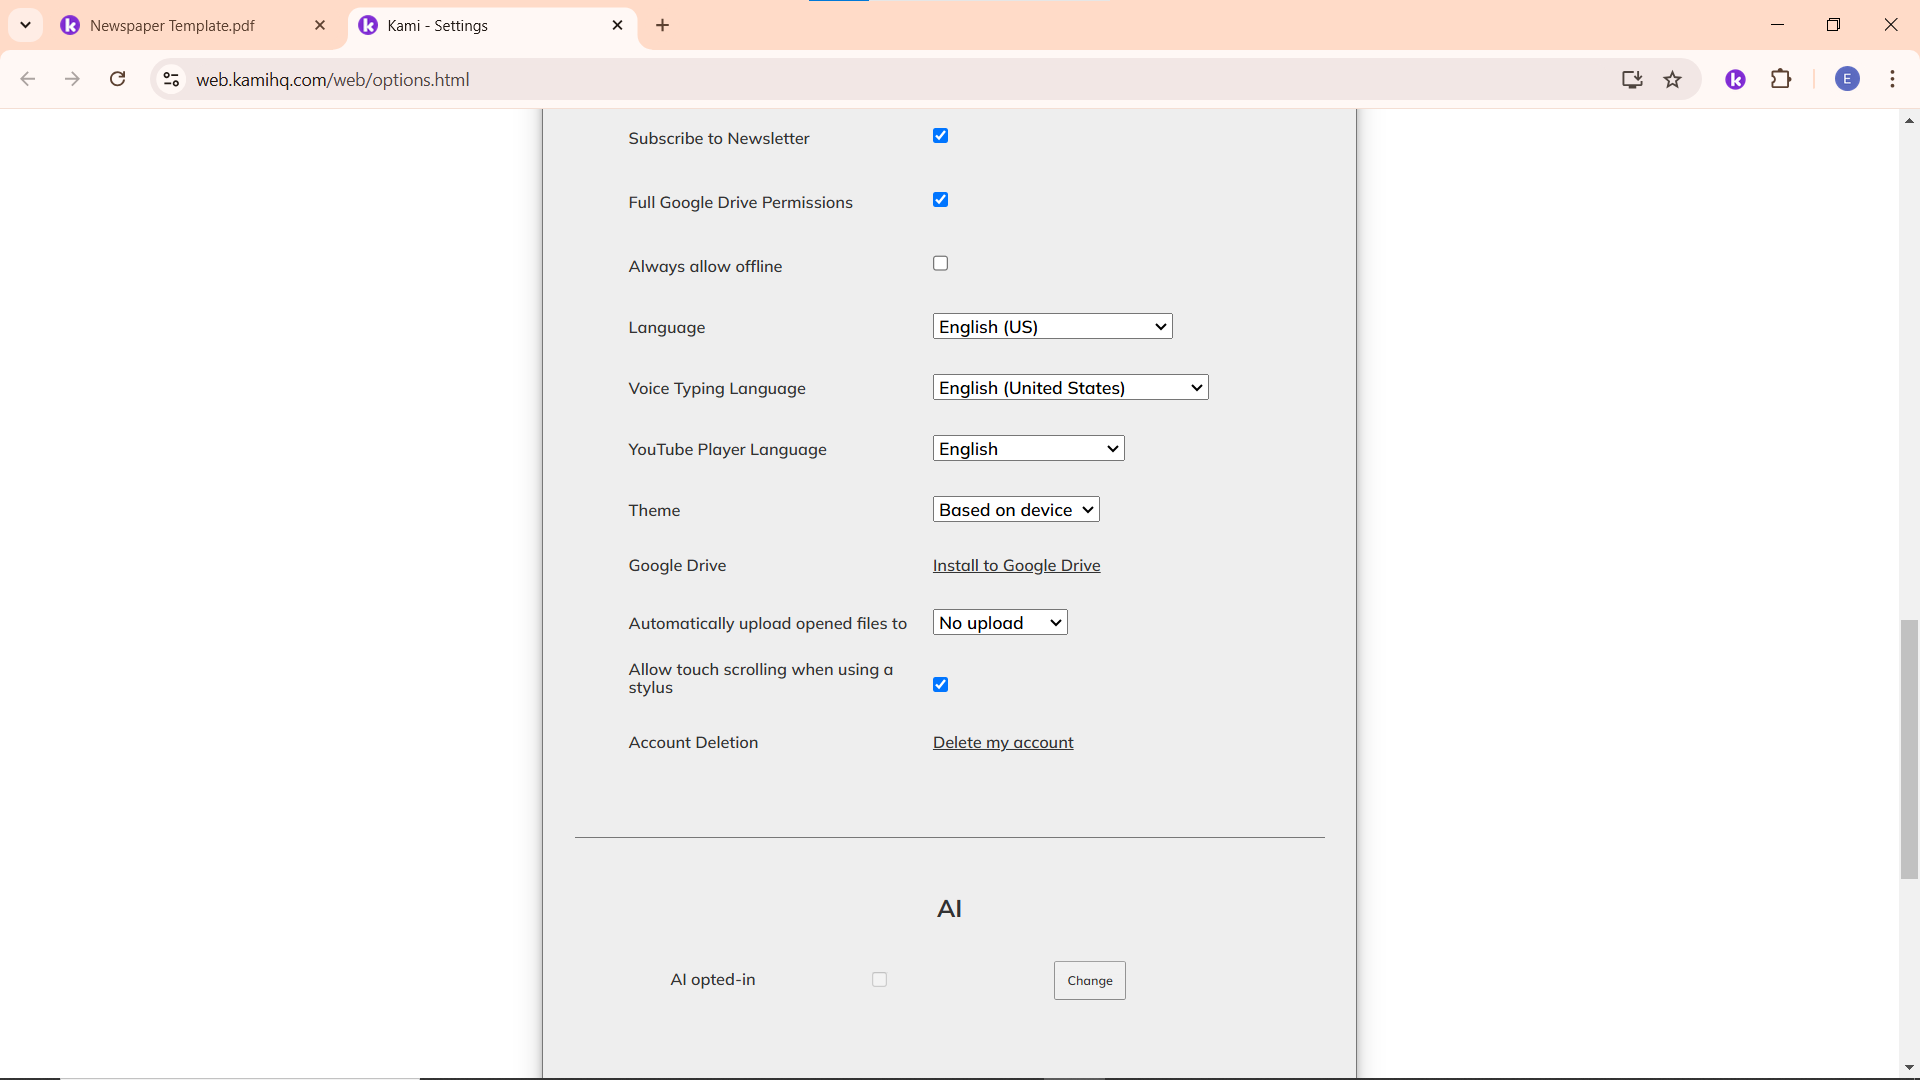 Newspaper Template.pdf
Kami - Settings
web.kamihq.com/web/options.html
E
Subscribe to Newsletter
Full Google Drive Permissions
Always allow offline
Language English (US)
Voice Typing Language English (United States)
YouTube Player Language English
Theme Based on device
Google Drive Install to Google Drive
Automatically upload opened files to No upload
Allow touch scrolling when using a
stylus
Account Deletion Delete my account
AI
AI opted-in Change